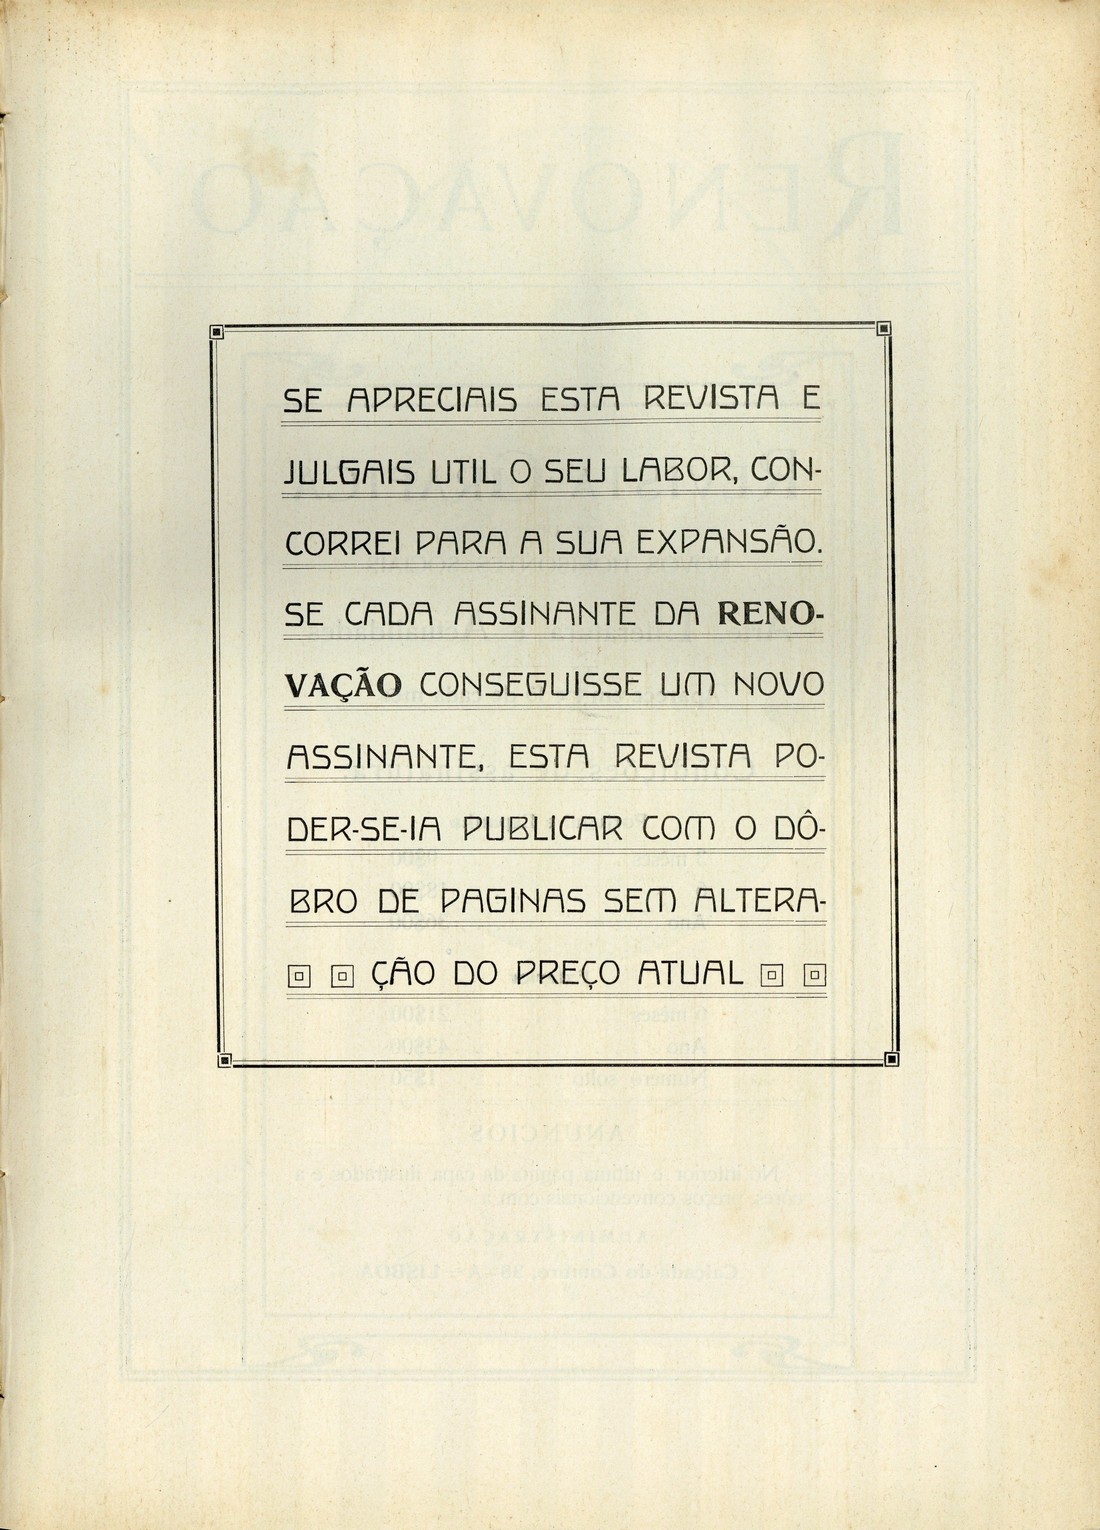 SE APRECIAIS ESTA REVISTA E
JULGAIS UTIL O SEU LABOR, CON-
CORREI PARA A SUA EXPANSÃO.
SE CADA ASSINANTE DA RENO-
VAÇÃO CONSEGUISSE UM NOVO
ASSINANTE, ESTA REVISTA PO-
DER-SE-IA PUBLICAR COM O DÔ-
BRO DE PAGINAS SEM ALTERA-
ÇÃO DO PREÇO ATUAL